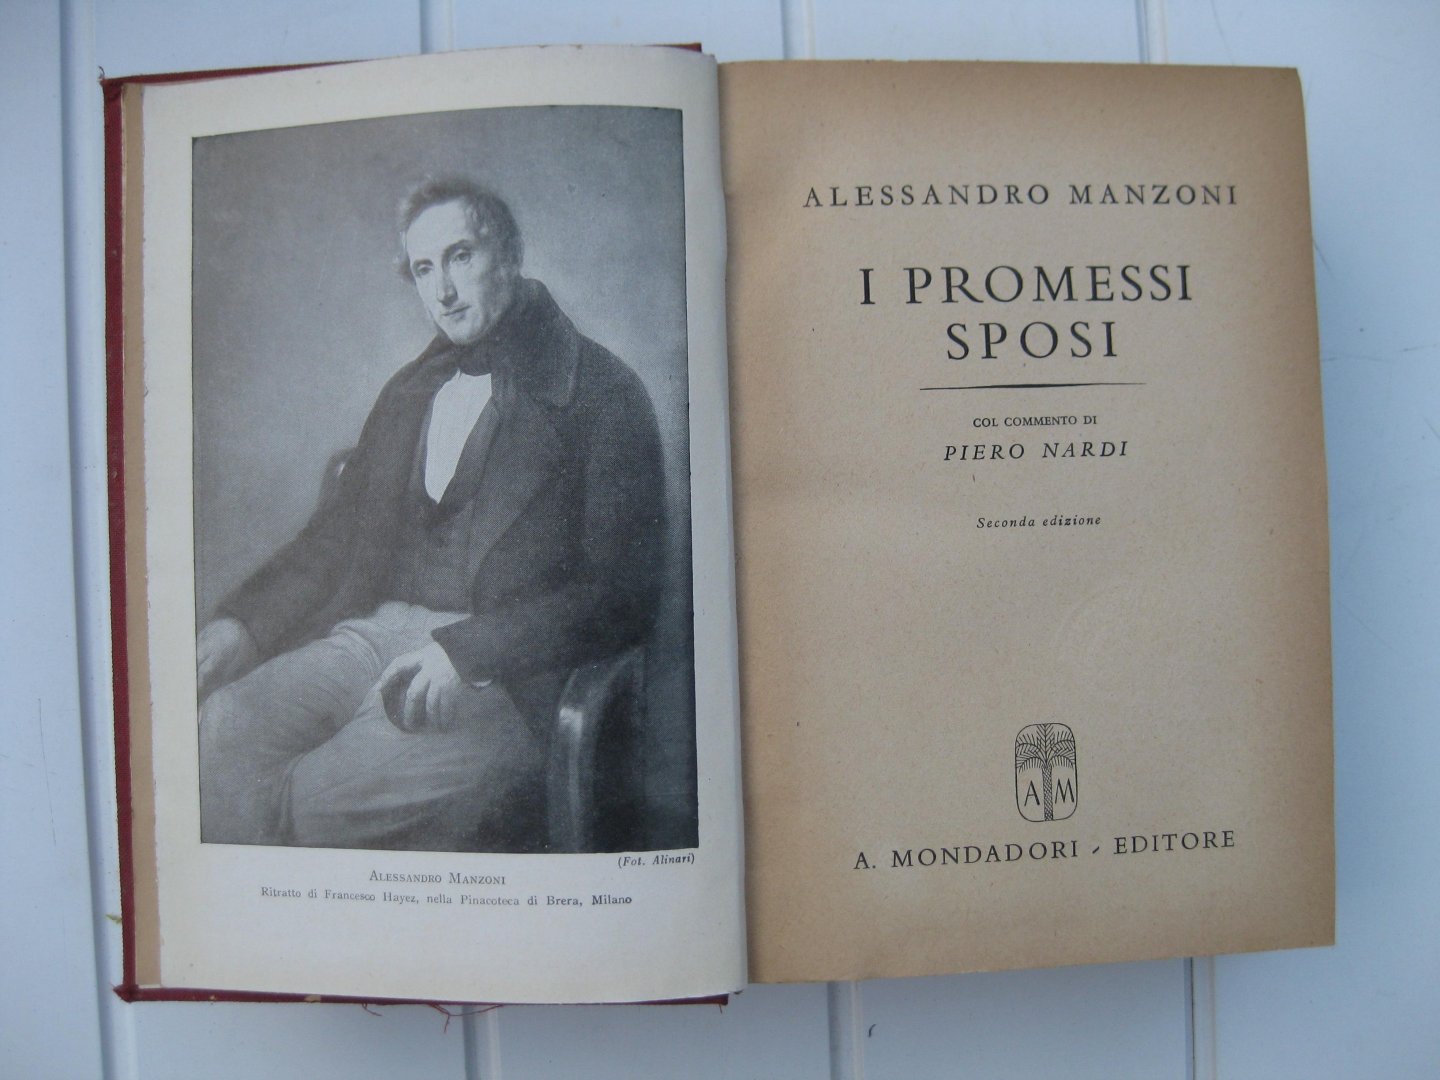 (Fot. Alinari)
ALESSANDRO MANZONI
Ritratto di Francesco Hayez, nella Pinacoteca di Brera, Milano
ALESSANDRO MANZONI
I PROMESSI
SPOSI
COL COMMENTO DI
PIERO NARDI
Seconda edizione
A M
A. MONDADORI - EDITORE